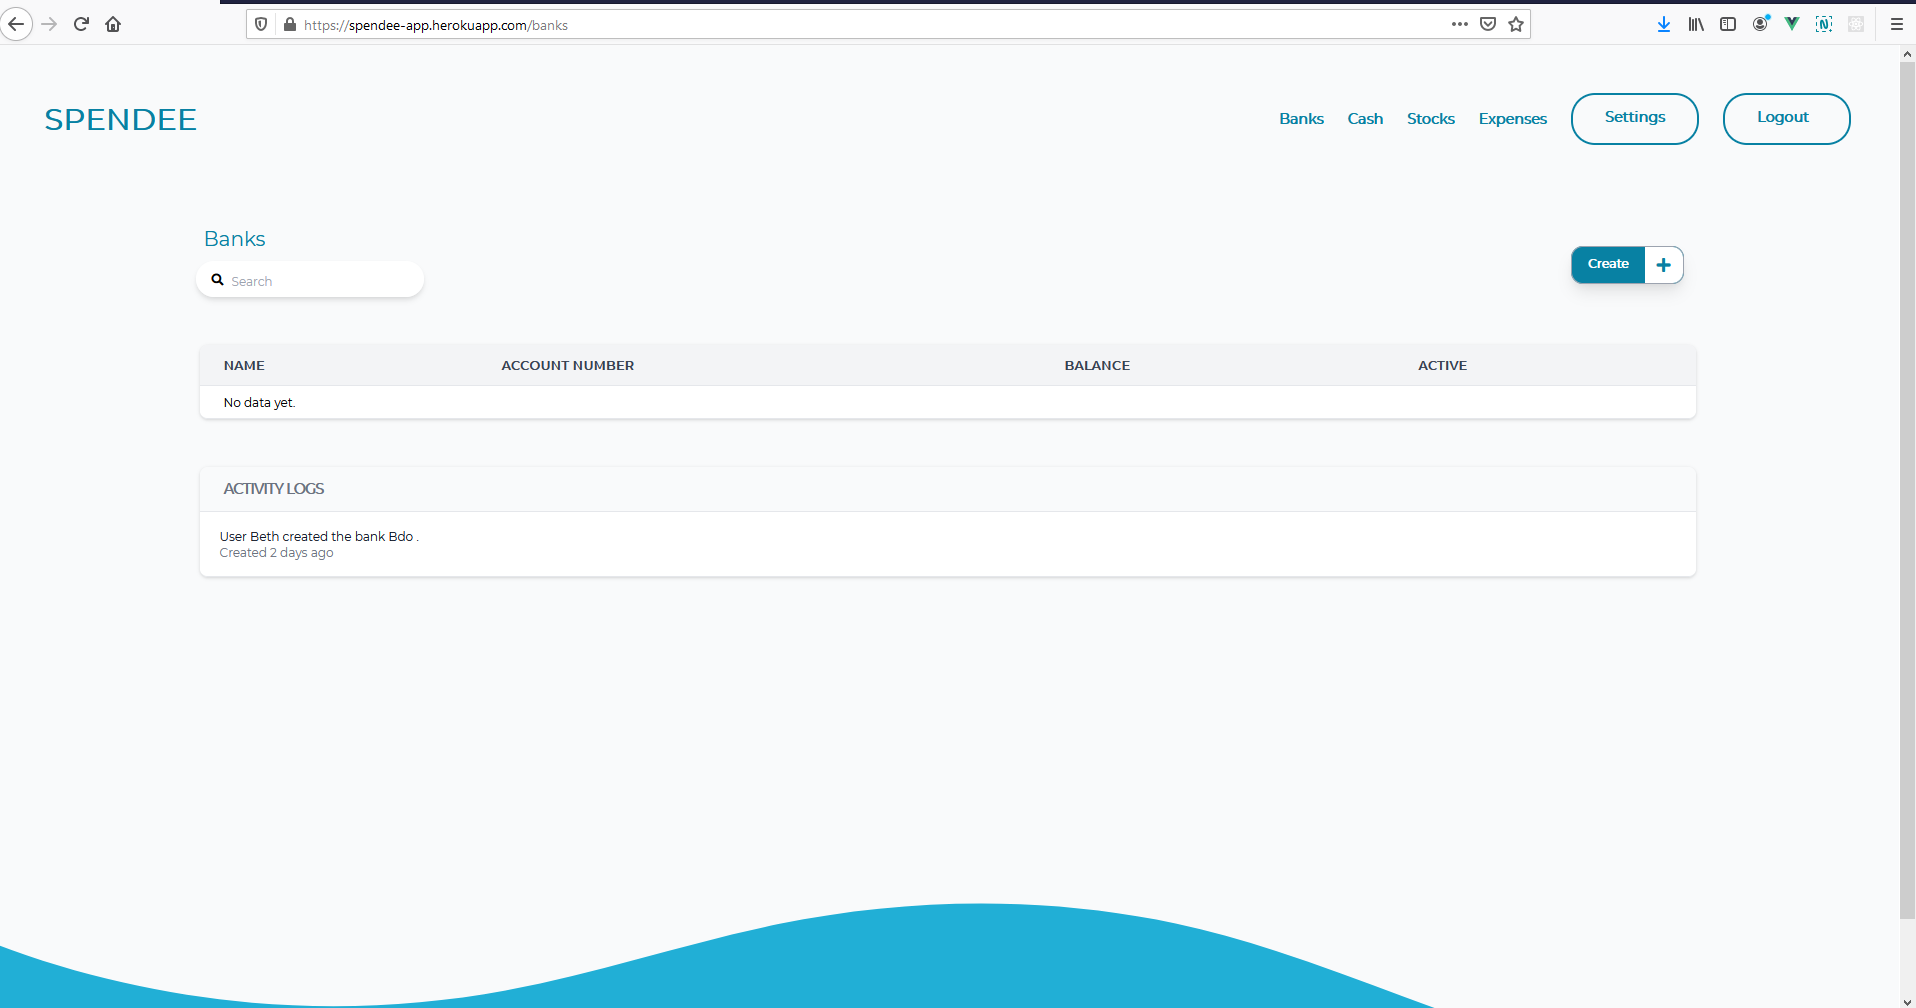 https://spendee-app.herokuapp.com/banks
SPENDEE
Banks Cash Stocks Expenses Settings Logout
Banks
Search
Create
NAME ACCOUNT NUMBER BALANCE ACTIVE
No data yet.
ACTIVITY LOGS
User Beth created the bank Bdo .
Created 2 days ago